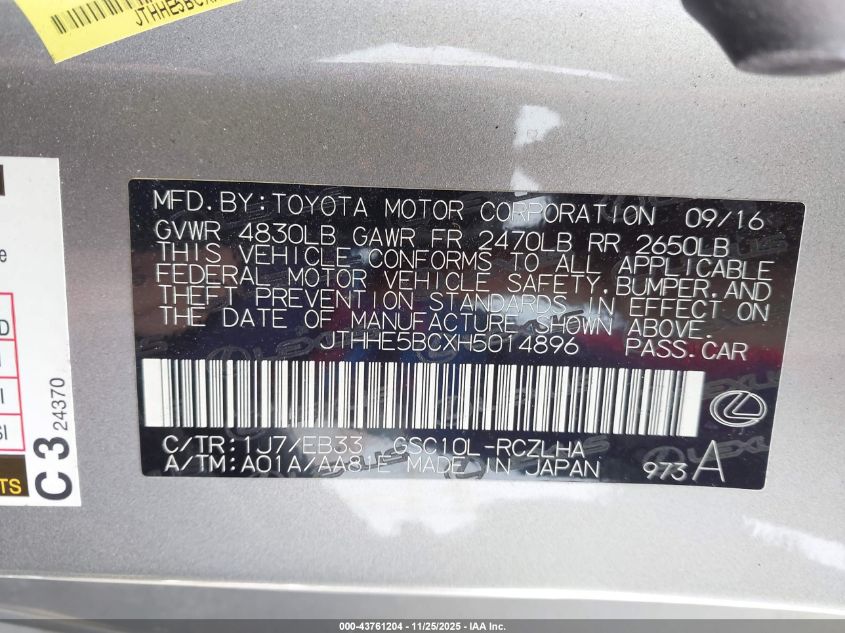 JTHHE5BCX
MFD. BY: TOYOTA MOTOR CORPORATION 09/16
GVWR 4830LB GAWR FR 2470LB RR 2650LB
THIS VEHICLE CONFORMS TO ALL APPLICABLE
FEDERAL MOTOR VEHICLE SAFETY, BUMPER, AND
THEFT PREVENTION STANDARDS IN EFFECT ON
THE DATE OF MANUFACTURE SHOWN ABOVE.
JTHHE5BCXH5014896 PASS. CAR
C/TR: 1J7/EB33 GSC10L-RCZLHA
A/TM: A01A/AA81E MADE IN JAPAN 973 A
C3 24370
TS
000-43761204 - 11/25/2025 - IAA Inc.